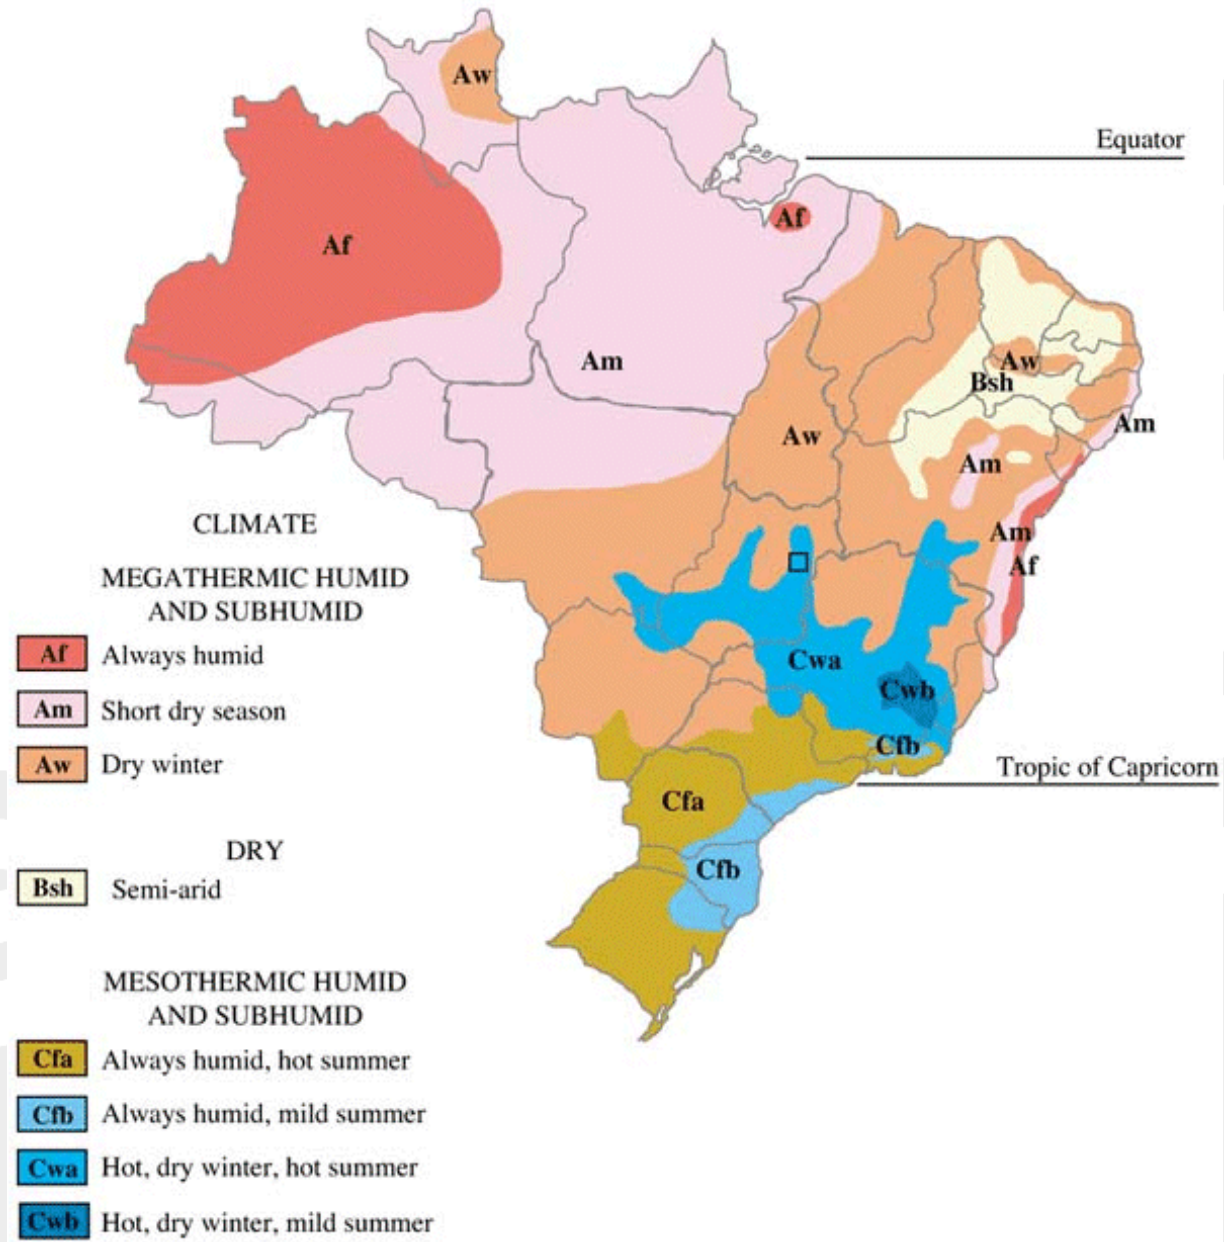 Aw
Equator
Af
Af
Am
Aw
Bsh
Aw
Am
Am
Am
Af
Cwa
Cwb
Cfb
Tropic of Capricorn
Cfa
Cfb
CLIMATE
MEGATHERMIC HUMID
AND SUBHUMID
Af Always humid
Am Short dry season
Aw Dry winter
DRY
Bsh Semi-arid
MESOTHERMIC HUMID
AND SUBHUMID
Cfa Always humid, hot summer
Cfb Always humid, mild summer
Cwa Hot, dry winter, hot summer
Cwb Hot, dry winter, mild summer